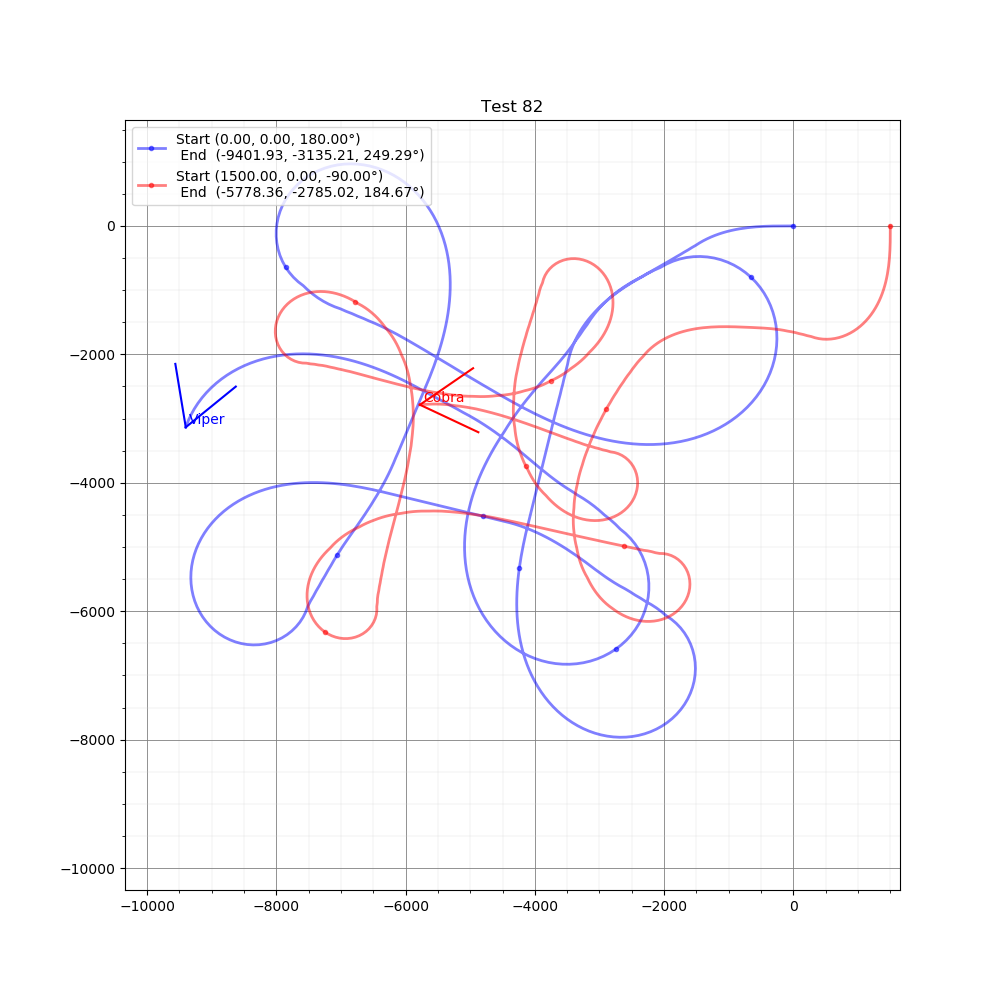 Test 82
Start (0.00, 0.00, 180.00°)
End (-9401.93, -3135.21, 249.29°)
Start (1500.00, 0.00, -90.00°)
End (-5778.36, -2785.02, 184.67°)
0
−2000
−4000
−6000
−8000
−10000
Cobra
Viper
−10000 −8000 −6000 −4000 −2000 0